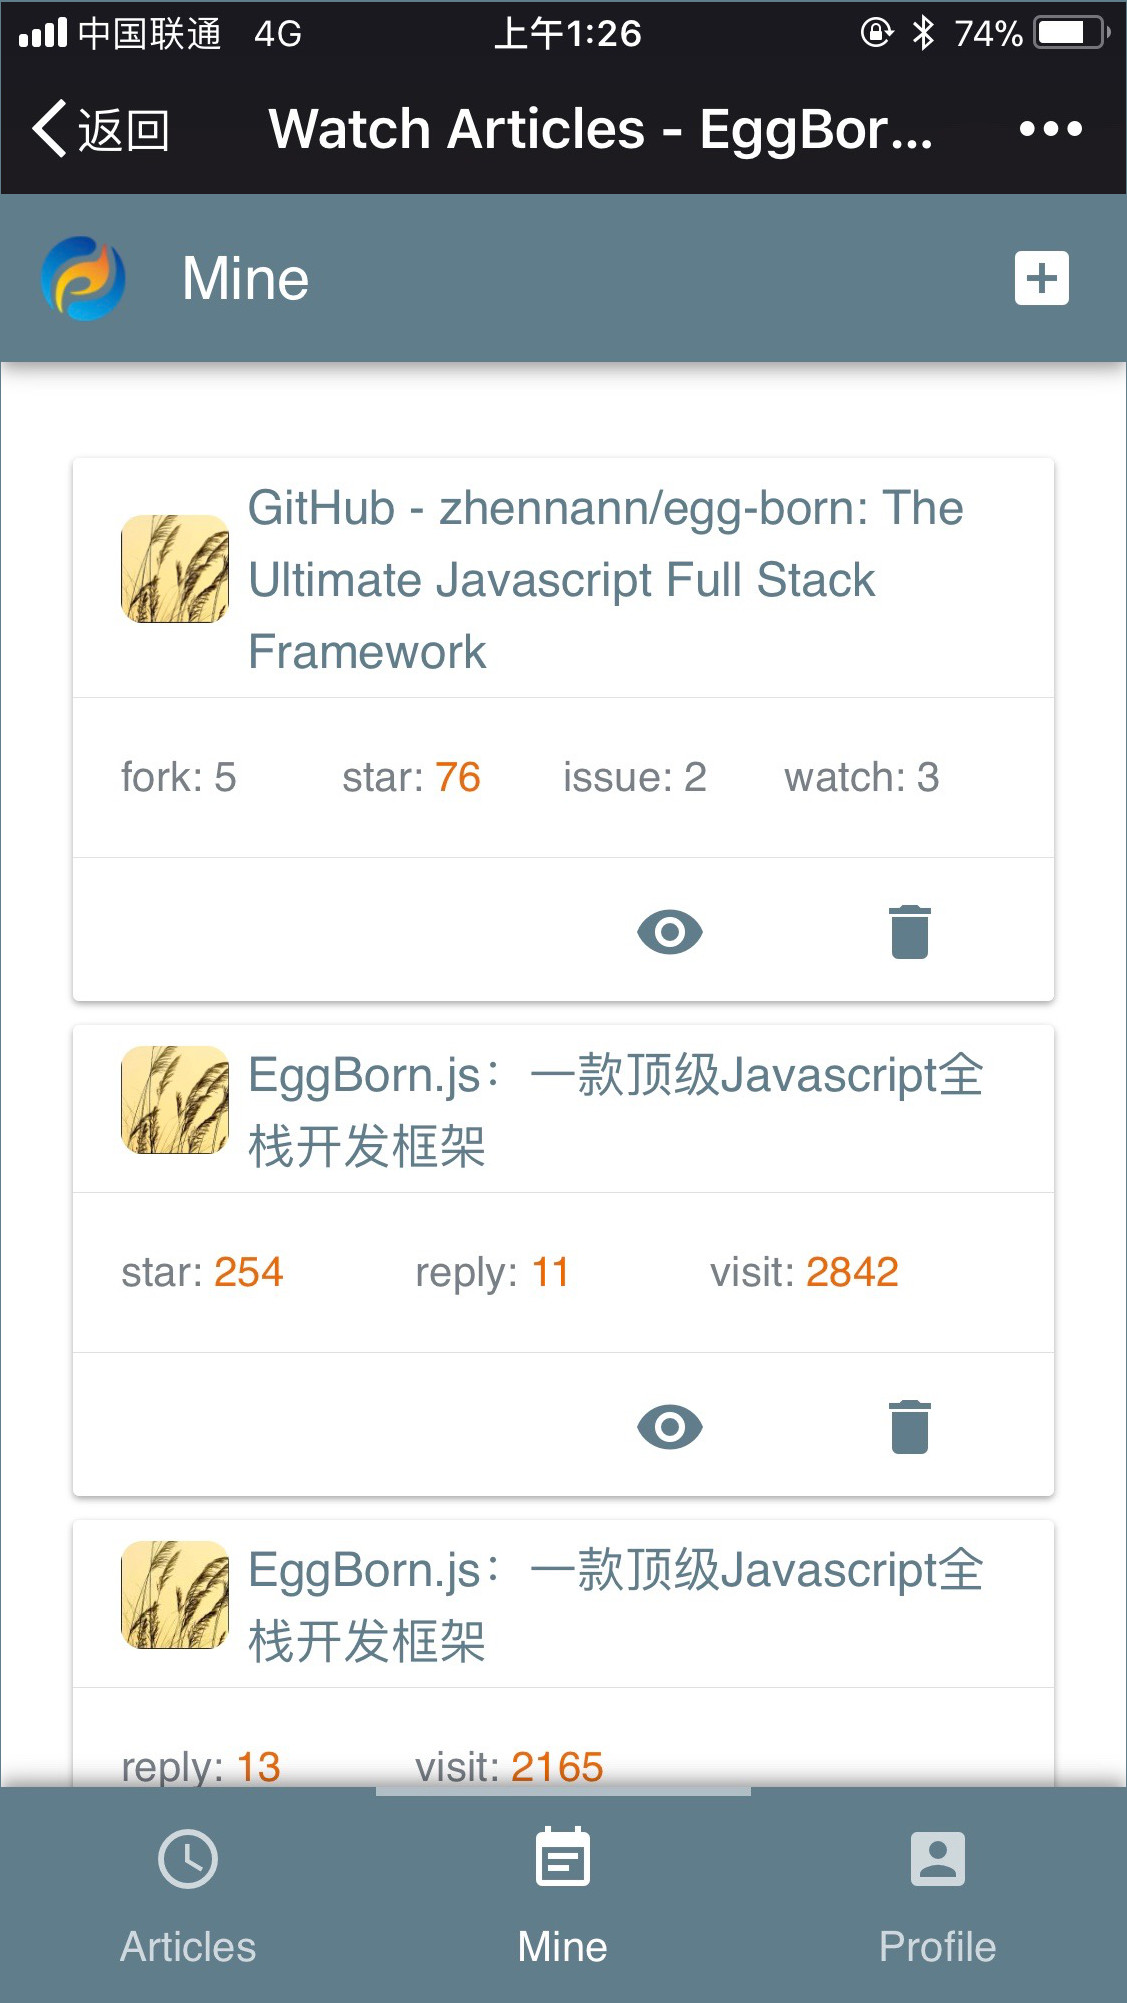 中国联通 4G 上午1:26 74%
返回 Watch Articles - EggBor...
Mine
GitHub - zhennann/egg-born: The
Ultimate Javascript Full Stack
Framework
fork: 5 star: 76 issue: 2 watch: 3
EggBorn.js：一款顶级Javascript全
栈开发框架
star: 254 reply: 11 visit: 2842
EggBorn.js：一款顶级Javascript全
栈开发框架
reply: 13 visit: 2165
Articles Mine Profile